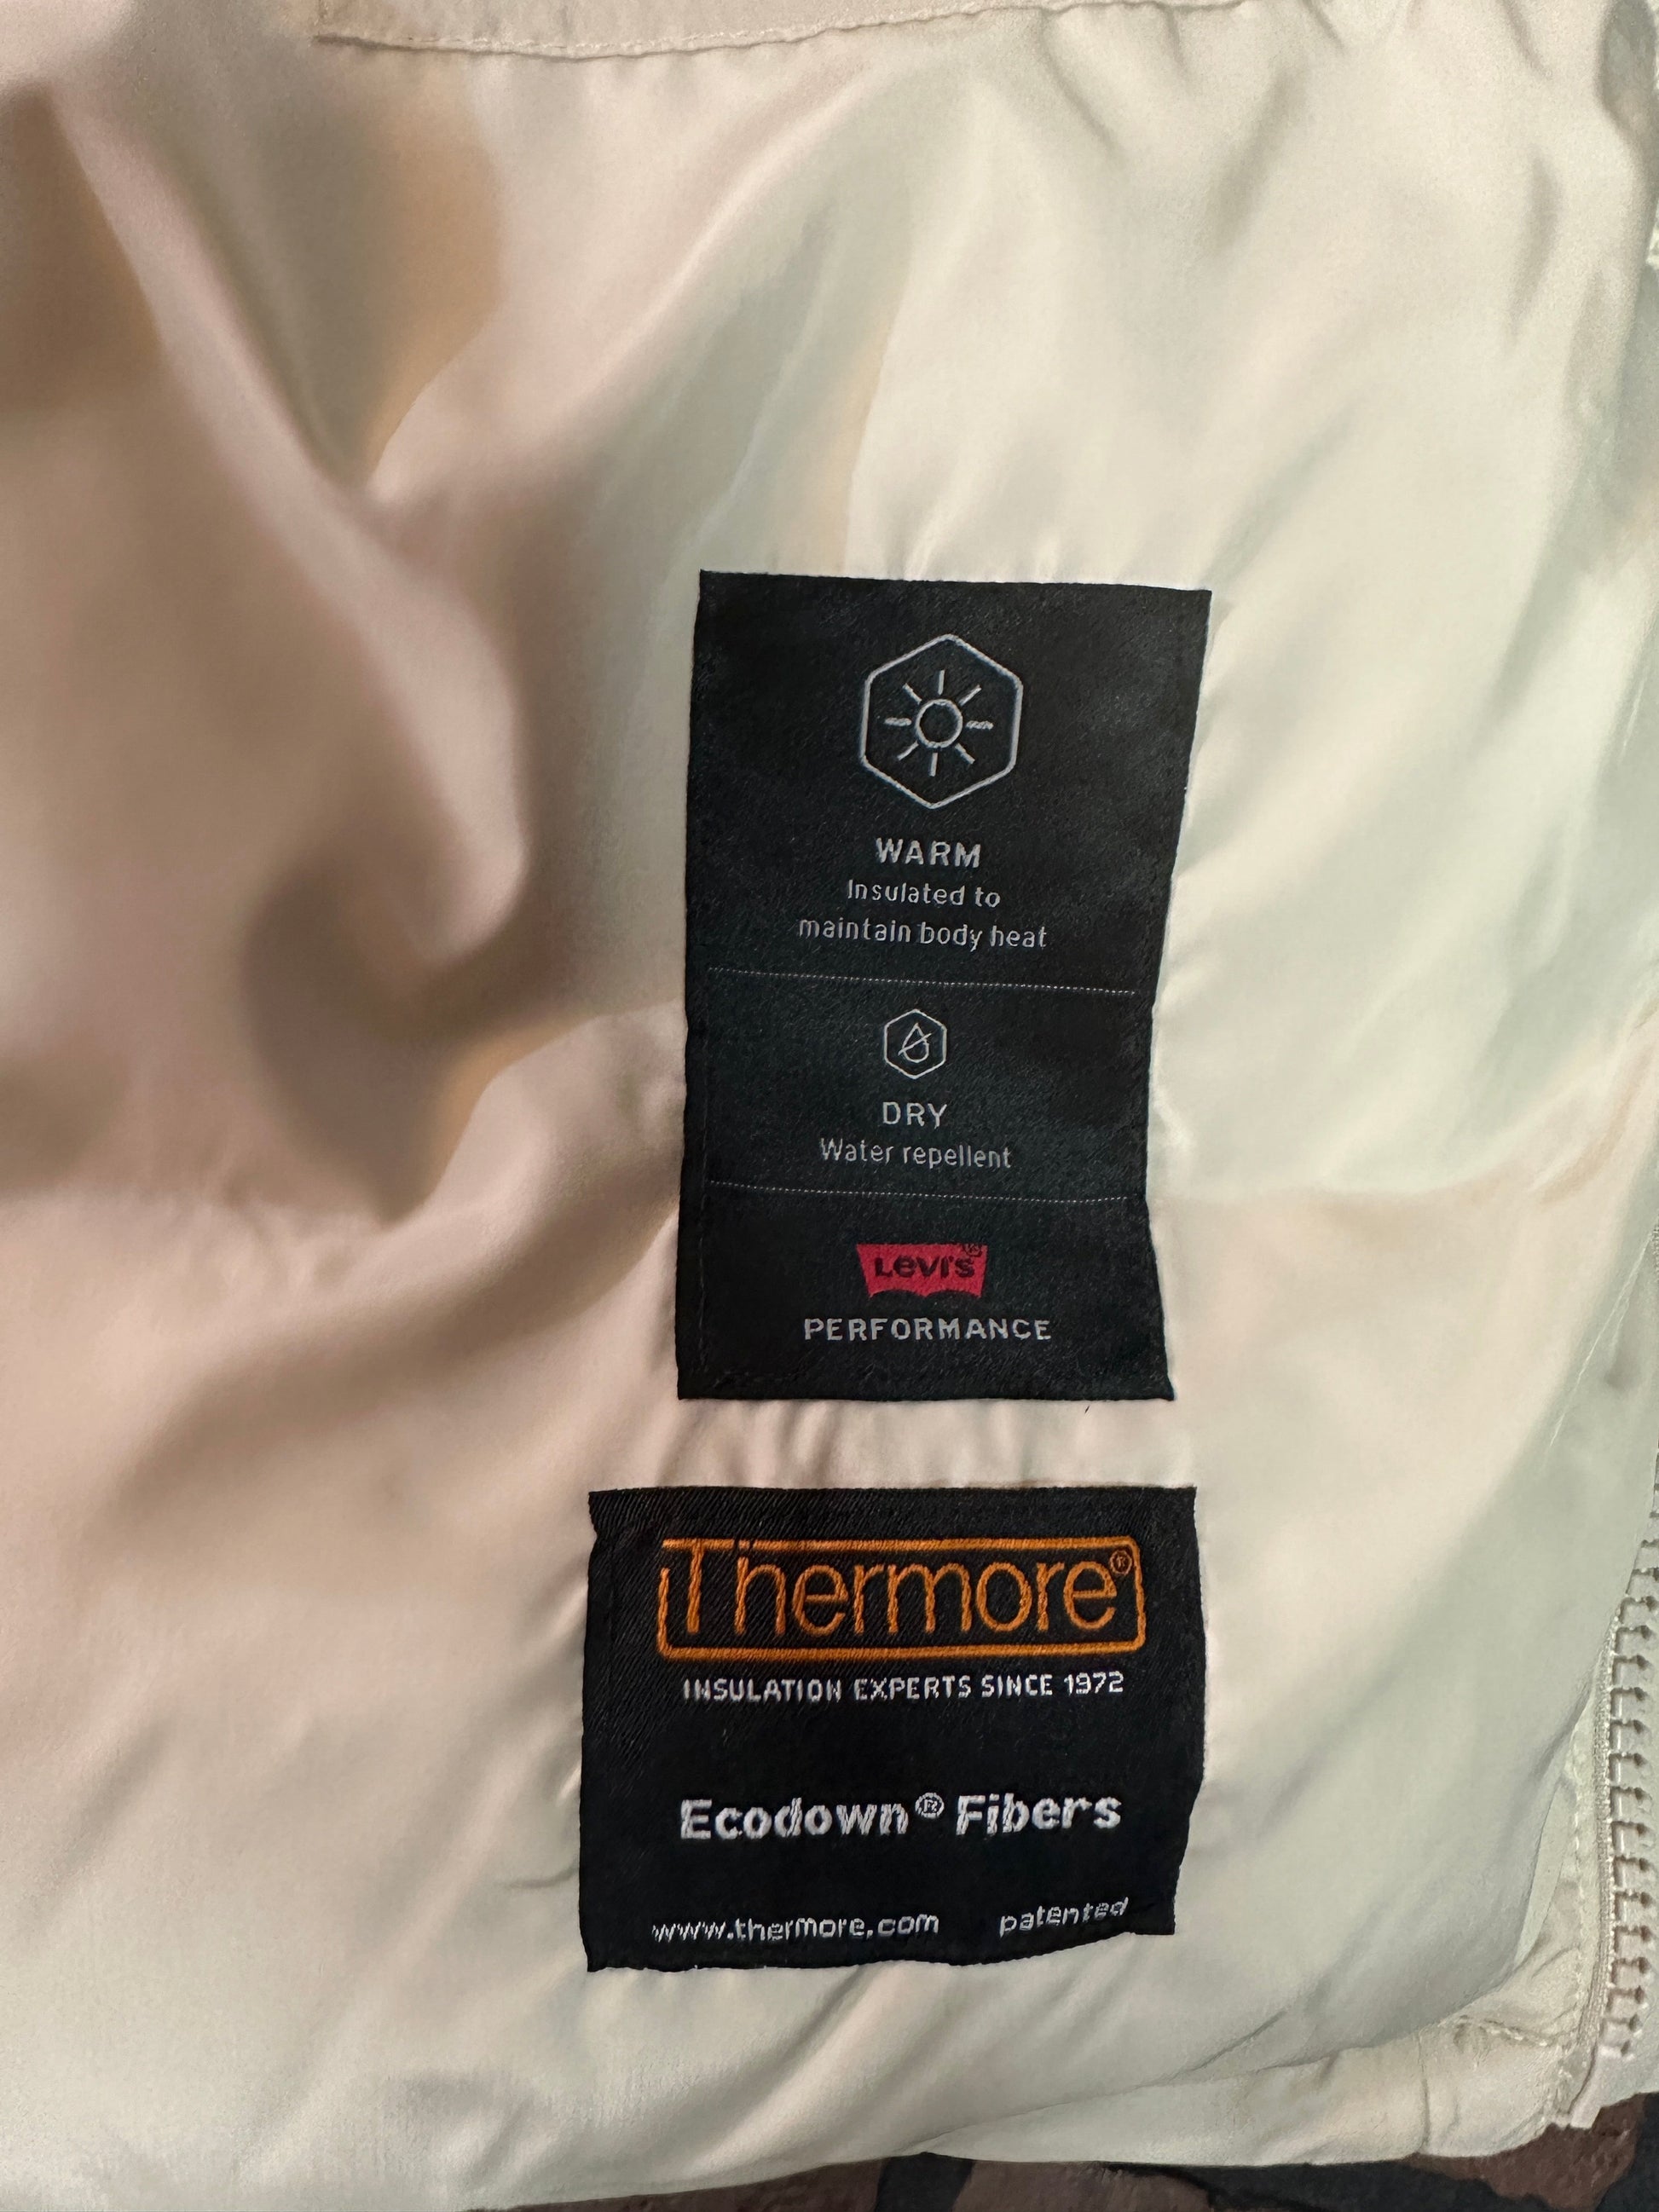 WARM
Insulated to
maintain body heat
DRY
Water repellent
Levi's®
PERFORMANCE
Thermore®
INSULATION EXPERTS SINCE 1972
Ecodown® Fibers
www.thermore.com patented